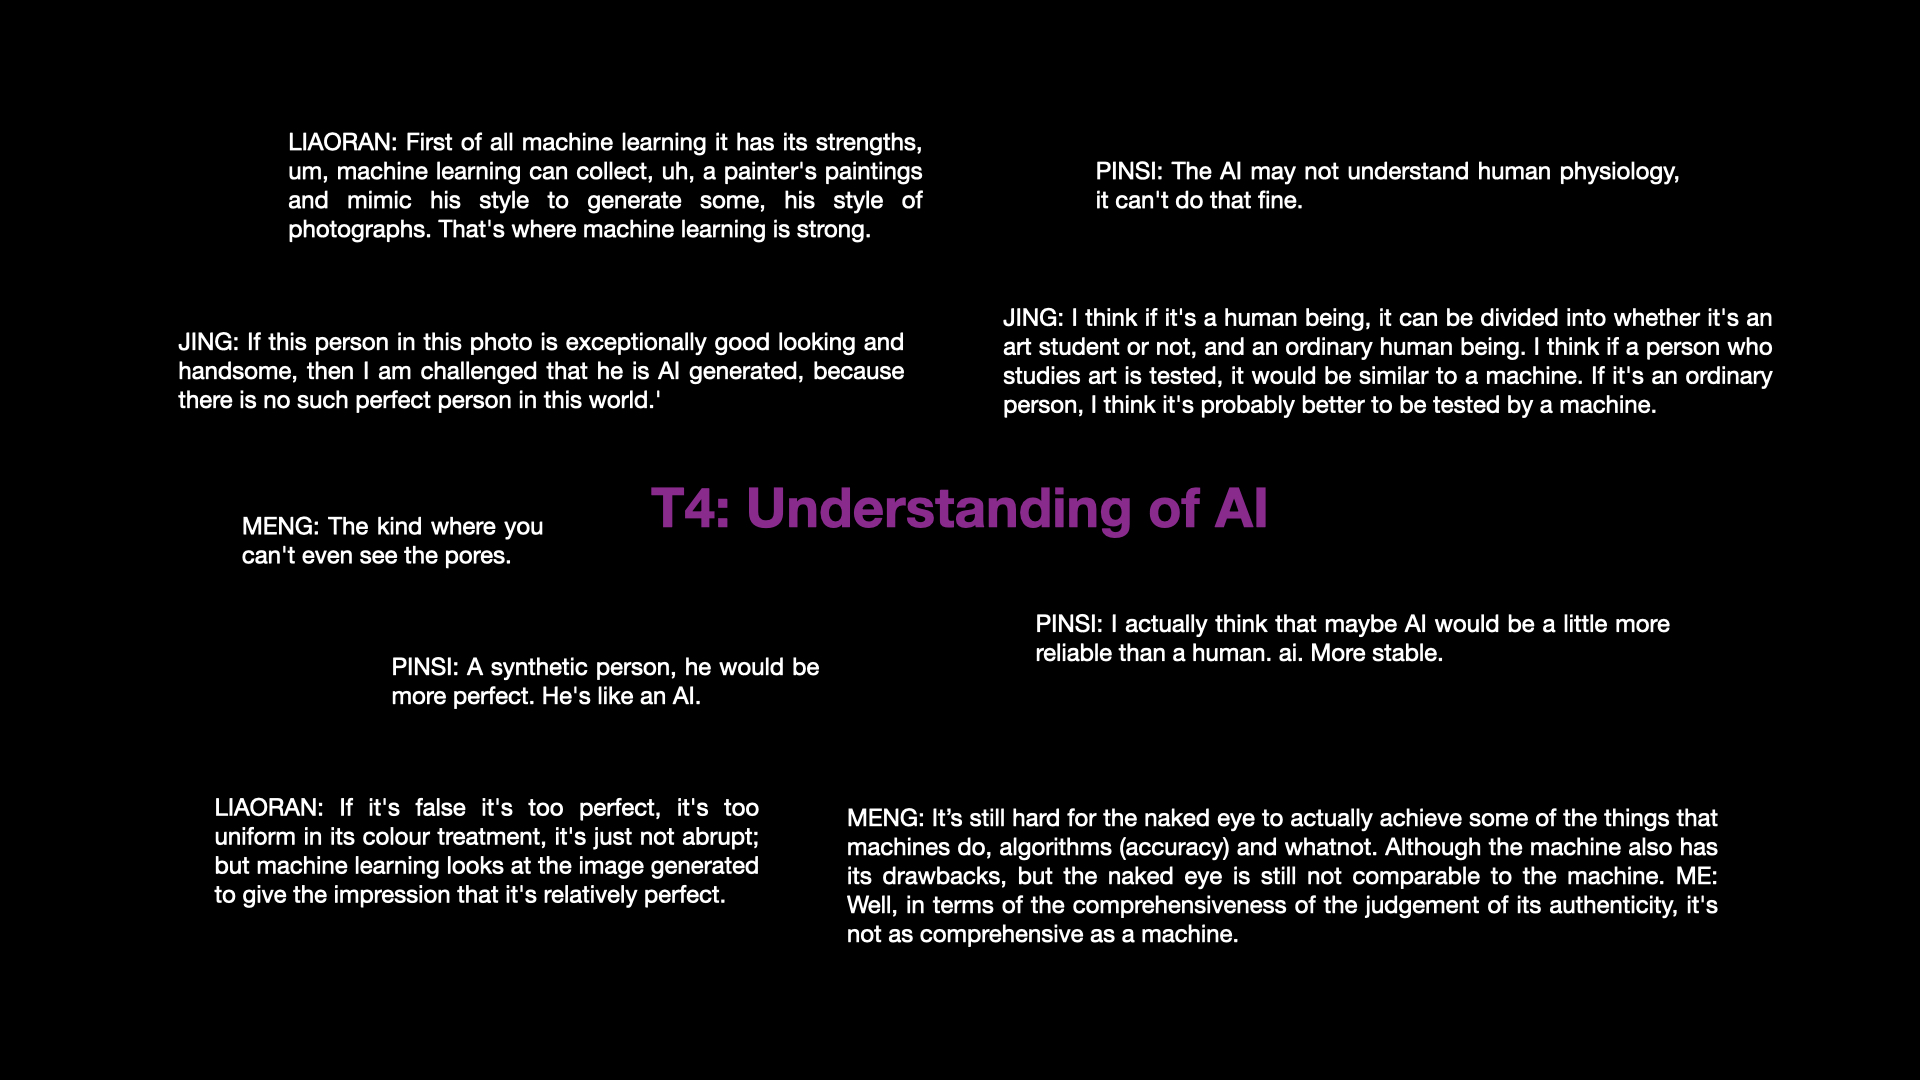 LIAORAN: First of all machine learning it has its strengths,
um, machine learning can collect, uh, a painter's paintings
and mimic his style to generate some, his style of
photographs. That's where machine learning is strong.
PINSI: The AI may not understand human physiology,
it can't do that fine.
JING: If this person in this photo is exceptionally good looking and
handsome, then I am challenged that he is AI generated, because
there is no such perfect person in this world.'
JING: I think if it's a human being, it can be divided into whether it's an
art student or not, and an ordinary human being. I think if a person who
studies art is tested, it would be similar to a machine. If it's an ordinary
person, I think it's probably better to be tested by a machine.
T4: Understanding of AI
MENG: The kind where you
can't even see the pores.
PINSI: I actually think that maybe AI would be a little more
reliable than a human. ai. More stable.
PINSI: A synthetic person, he would be
more perfect. He's like an AI.
LIAORAN: If it's false it's too perfect, it's too
uniform in its colour treatment, it's just not abrupt;
but machine learning looks at the image generated
to give the impression that it's relatively perfect.
MENG: It’s still hard for the naked eye to actually achieve some of the things that
machines do, algorithms (accuracy) and whatnot. Although the machine also has
its drawbacks, but the naked eye is still not comparable to the machine. ME:
Well, in terms of the comprehensiveness of the judgement of its authenticity, it's
not as comprehensive as a machine.